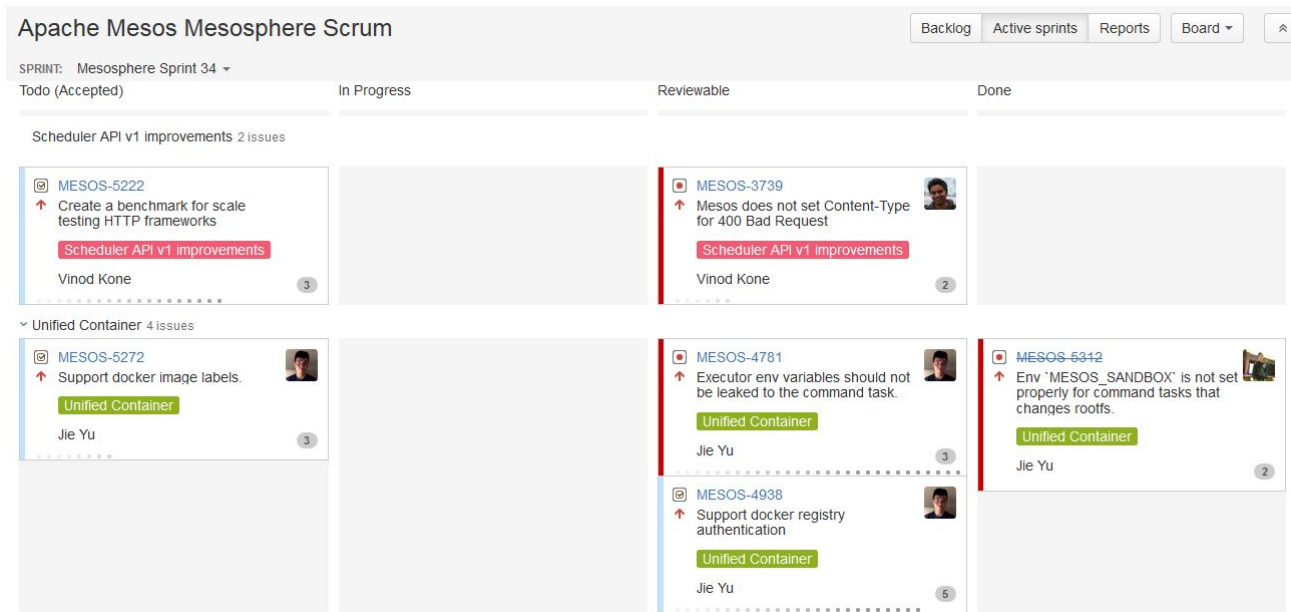 Apache Mesos Mesosphere Scrum
Backlog Active sprints Reports Board
SPRINT: Mesosphere Sprint 34
Todo (Accepted) In Progress Reviewable Done
Scheduler API v1 improvements 2 issues
MESOS-5222
Create a benchmark for scale
testing HTTP frameworks
Scheduler API v1 improvements
Vinod Kone
3
MESOS-3739
Mesos does not set Content-Type
for 400 Bad Request
Scheduler API v1 improvements
Vinod Kone
2
Unified Container 4 issues
MESOS-5272
Support docker image labels.
Unified Container
Jie Yu
3
MESOS-4781
Executor env variables should not
be leaked to the command task.
Unified Container
Jie Yu
3
MESOS-4938
Support docker registry
authentication
Unified Container
Jie Yu
5
MESOS-5312
Env `MESOS_SANDBOX` is not set
properly for command tasks that
changes rootfs.
Unified Container
Jie Yu
2